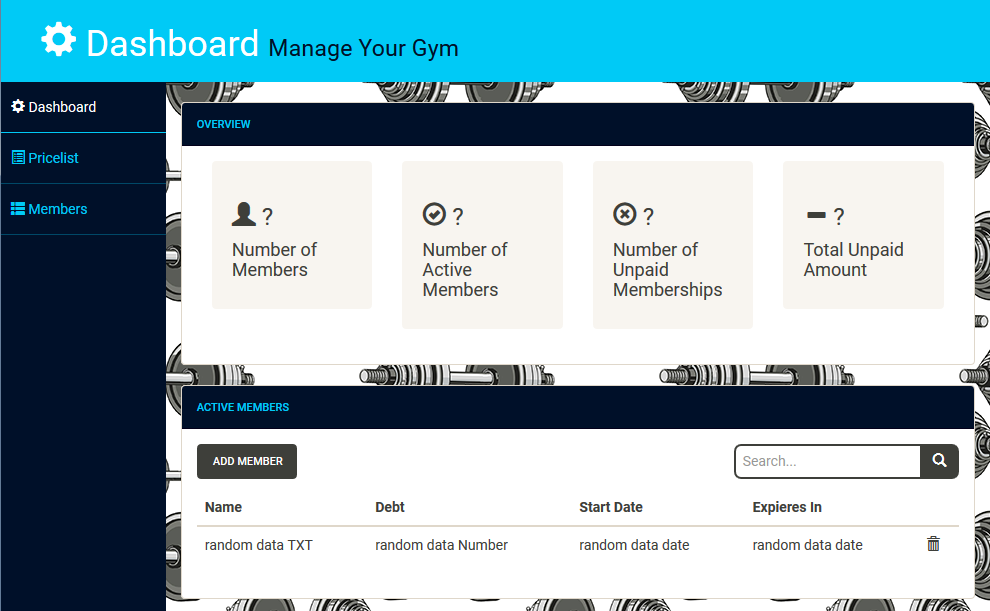 Dashboard Manage Your Gym
Dashboard
Pricelist
Members
OVERVIEW
?
Number of
Members
?
Number of
Active
Members
?
Number of
Unpaid
Memberships
?
Total Unpaid
Amount
ACTIVE MEMBERS
ADD MEMBER
Search...
Name Debt Start Date Expieres In
random data TXT random data Number random data date random data date